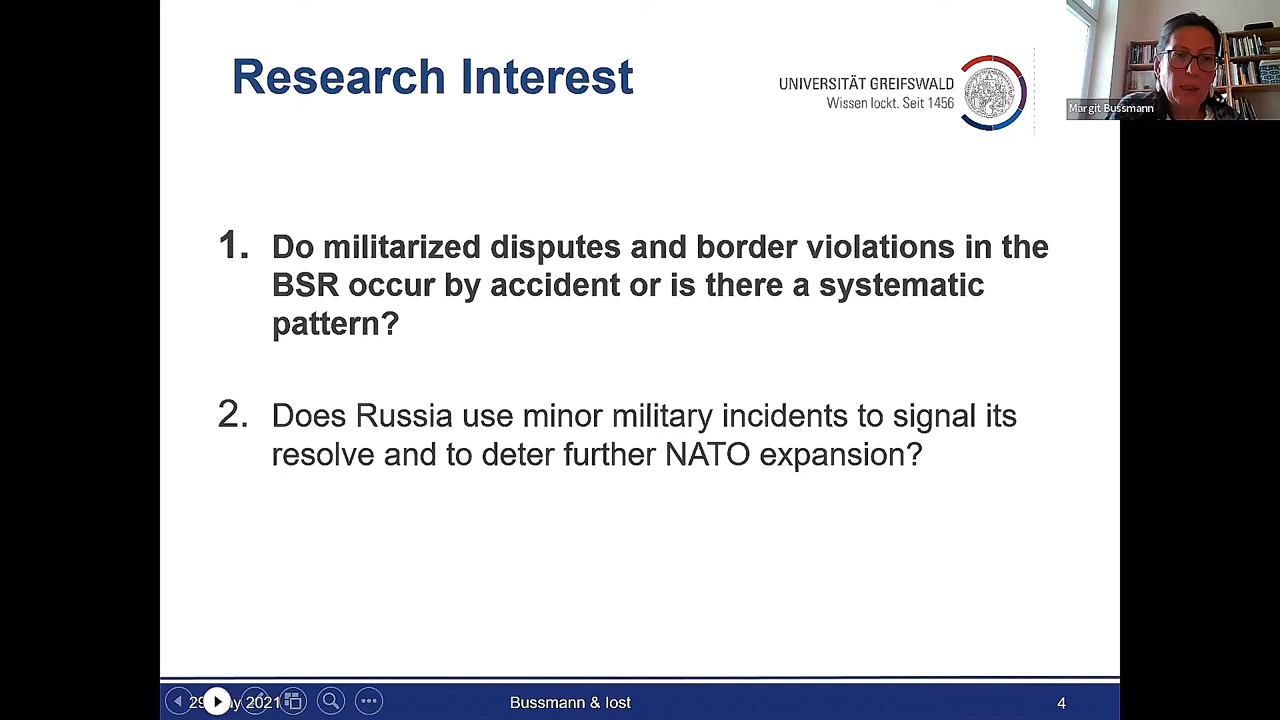 Research Interest
UNIVERSITÄT GREIFSWALD
Wissen lockt. Seit 1456
Margit Bussmann
1. Do militarized disputes and border violations in the
BSR occur by accident or is there a systematic
pattern?
2. Does Russia use minor military incidents to signal its
resolve and to deter further NATO expansion?
2021
Bussmann & lost
4